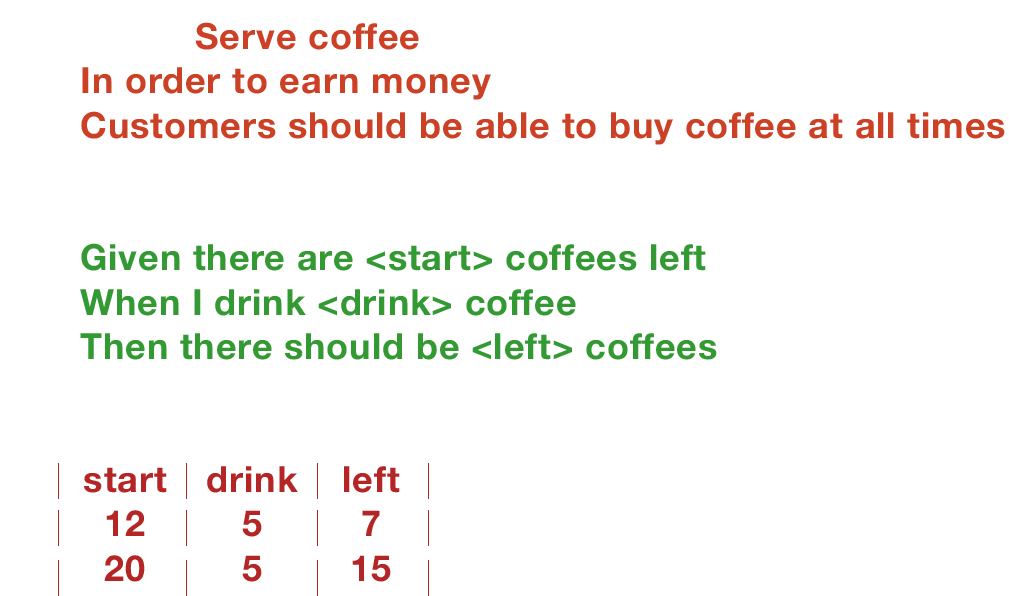 Serve coffee
In order to earn money
Customers should be able to buy coffee at all times
Given there are <start> coffees left
When I drink <drink> coffee
Then there should be <left> coffees
| start | drink | left |
| 12 | 5 | 7 |
| 20 | 5 | 15 |